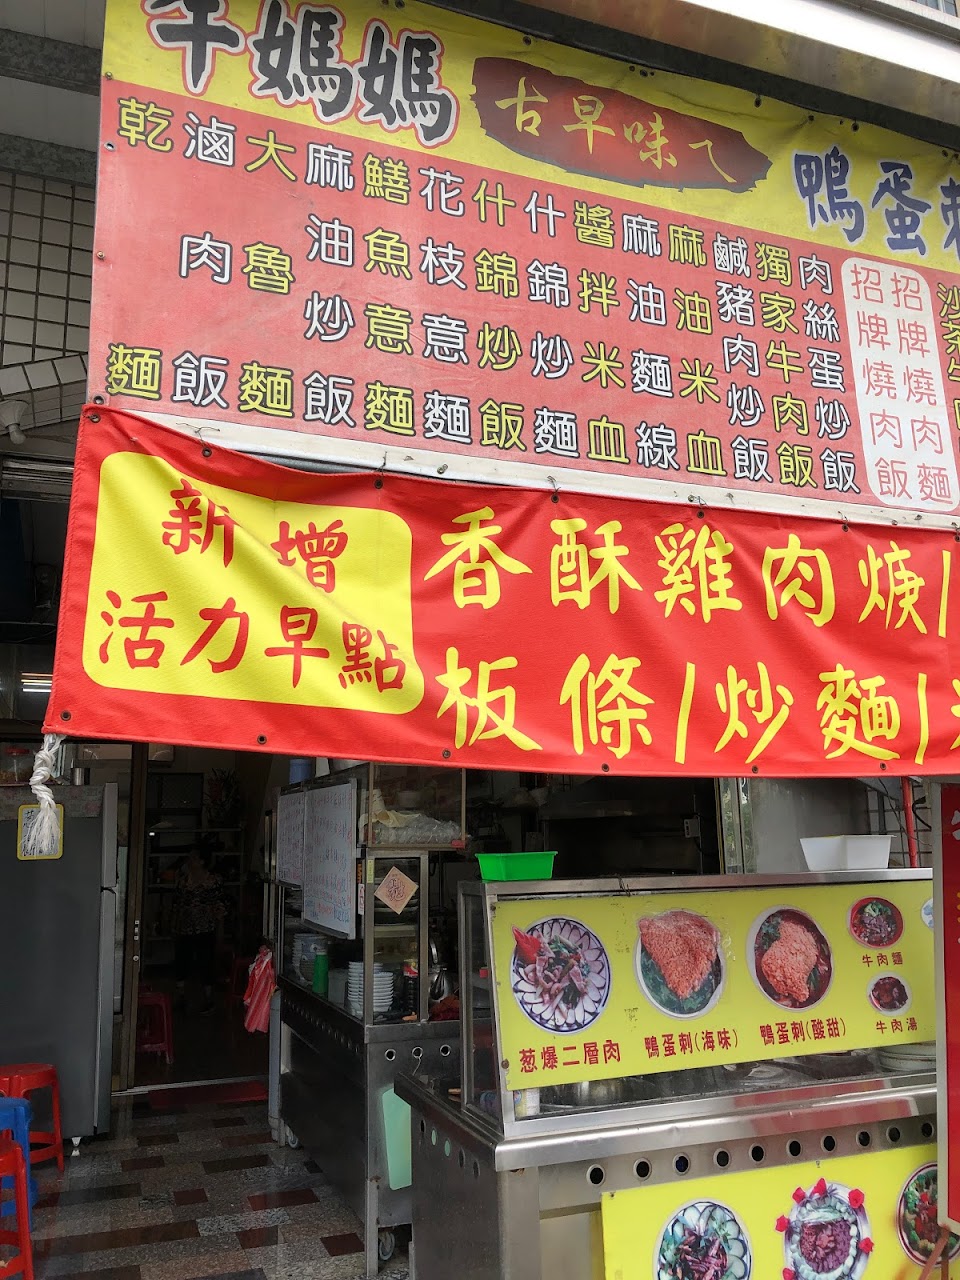 媽媽
古早味ㄟ
鴨蛋
乾麵
滷肉飯
大魯麵
麻油炒飯
鱔魚意麵
花枝意麵
什錦炒飯
什錦炒麵
醬拌米血
麻油麵線
麻油米血
鹹豬肉炒飯
獨家牛肉飯
肉絲蛋炒飯
招牌燒肉飯
招牌燒肉麵
沙茶
新增
活力早點
香酥雞肉焿/
板條/炒麵/
葱爆二層肉
鴨蛋刺(海味)
鴨蛋刺(酸甜)
牛肉麵
牛肉湯